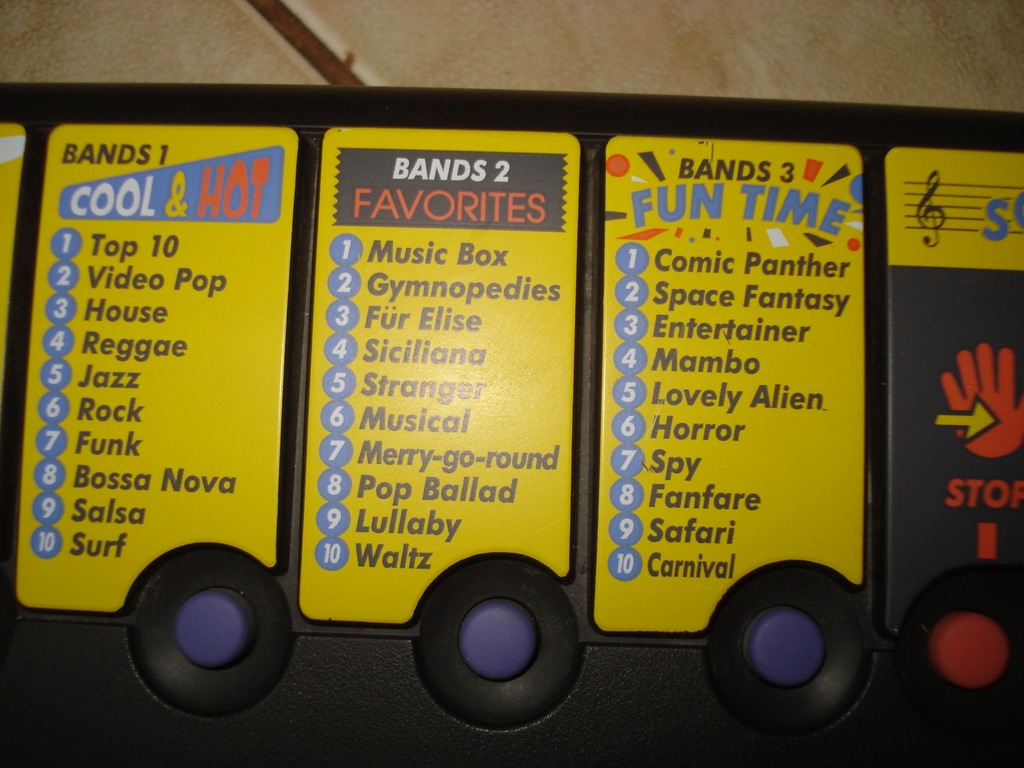 BANDS 1
COOL & HOT
1 Top 10
2 Video Pop
3 House
4 Reggae
5 Jazz
6 Rock
7 Funk
8 Bossa Nova
9 Salsa
10 Surf
BANDS 2
FAVORITES
1 Music Box
2 Gymnopedies
3 Für Elise
4 Siciliana
5 Stranger
6 Musical
7 Merry-go-round
8 Pop Ballad
9 Lullaby
10 Waltz
BANDS 3
FUN TIME
1 Comic Panther
2 Space Fantasy
3 Entertainer
4 Mambo
5 Lovely Alien
6 Horror
7 Spy
8 Fanfare
9 Safari
10 Carnival
STOP